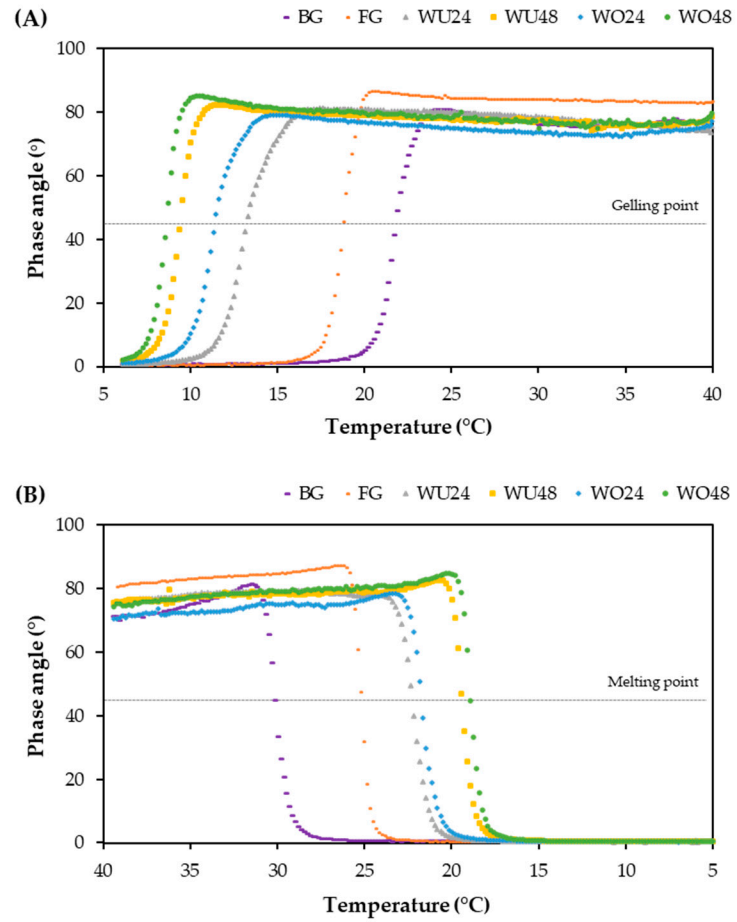 (A)
BG FG WU24 WU48 WO24 WO48
100
80
60
40
20
0
Phase angle (°)
Gelling point
5 10 15 20 25 30 35 40
Temperature (°C)
(B)
BG FG WU24 WU48 WO24 WO48
100
80
60
40
20
0
Phase angle (°)
Melting point
40 35 30 25 20 15 10 5
Temperature (°C)